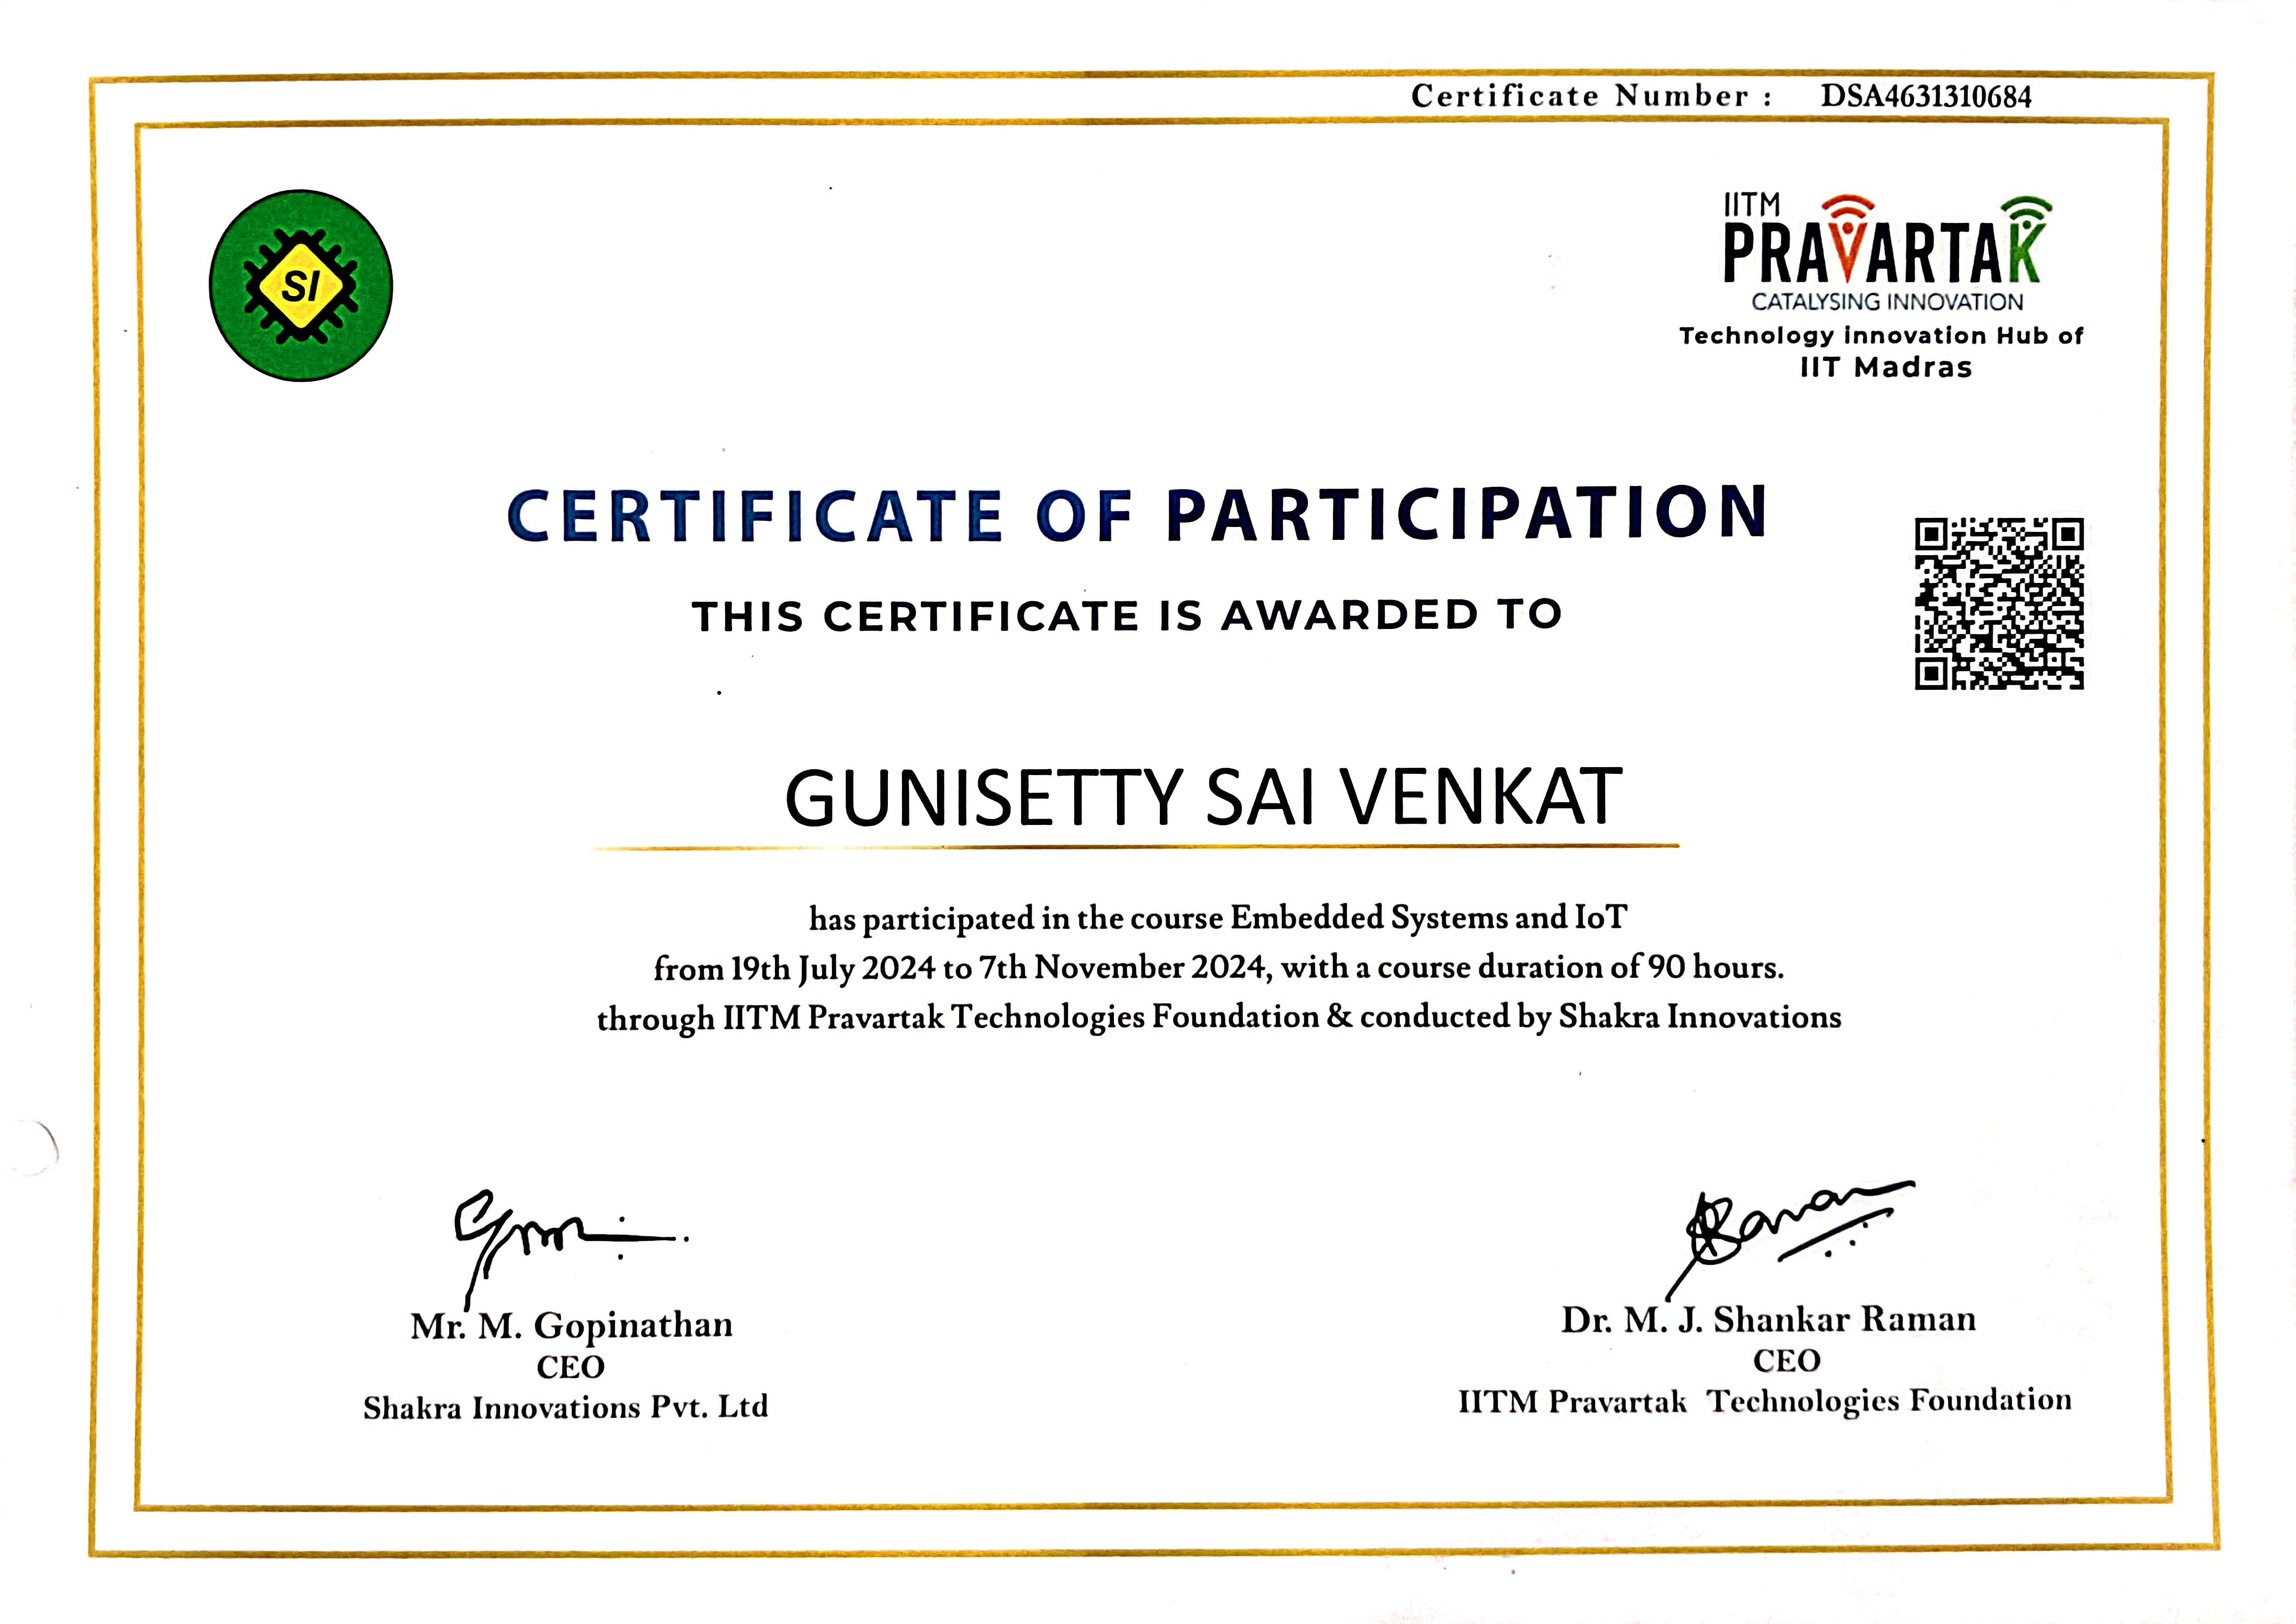 Certificate Number : DSA4631310684
SI
IITM
PRAVARTAK
CATALYSING INNOVATION
Technology innovation Hub of
IIT Madras
CERTIFICATE OF PARTICIPATION
THIS CERTIFICATE IS AWARDED TO
GUNISETTY SAI VENKAT
has participated in the course Embedded Systems and IoT
from 19th July 2024 to 7th November 2024, with a course duration of 90 hours.
through IITM Pravartak Technologies Foundation & conducted by Shakra Innovations
Mr. M. Gopinathan
CEO
Shakra Innovations Pvt. Ltd
Dr. M. J. Shankar Raman
CEO
IITM Pravartak Technologies Foundation